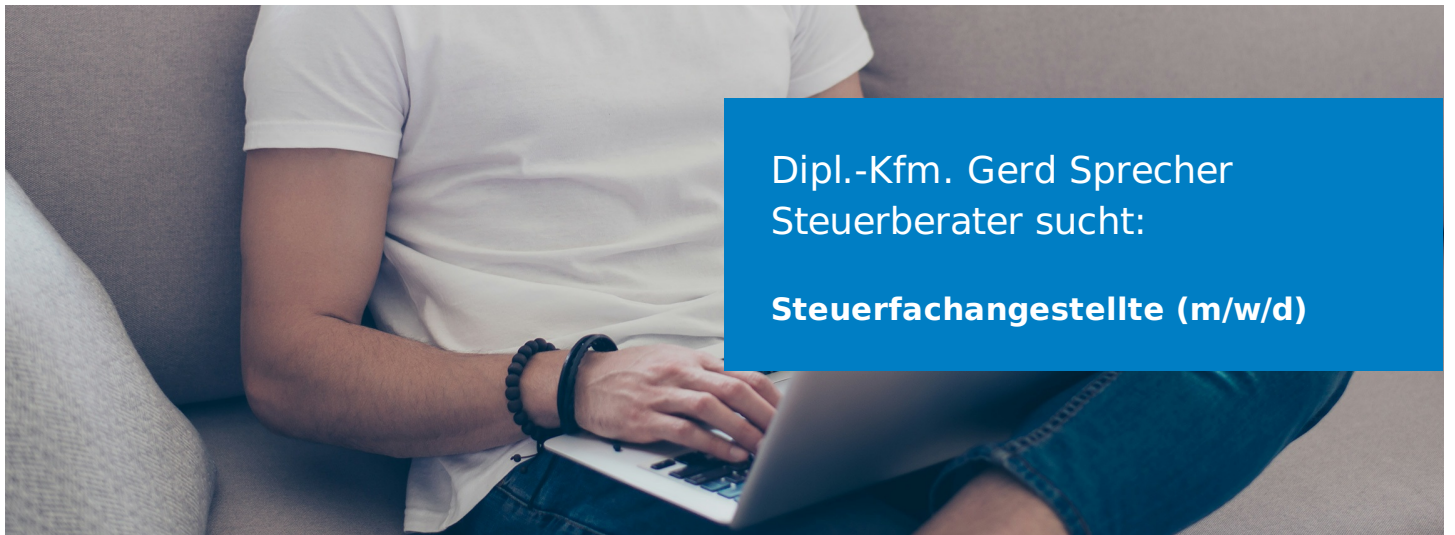 Dipl.-Kfm. Gerd Sprecher
Steuerberater sucht:
Steuerfachangestellte (m/w/d)